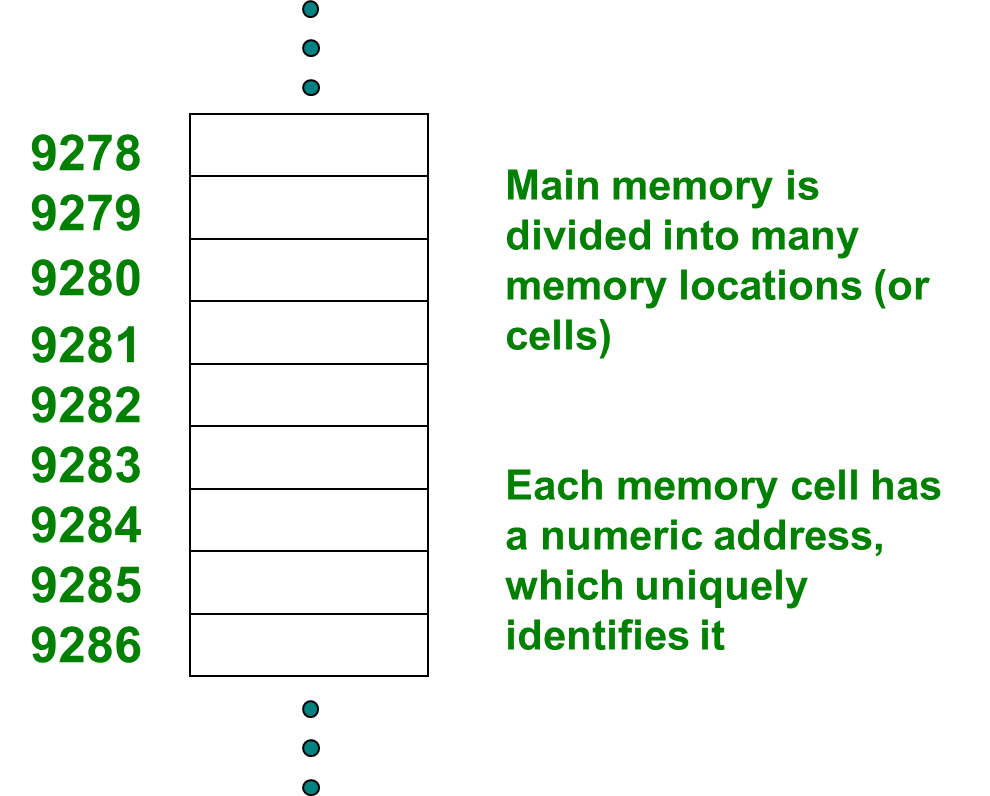 9278
9279
9280
9281
9282
9283
9284
9285
9286
Main memory is
divided into many
memory locations (or
cells)
Each memory cell has
a numeric address,
which uniquely
identifies it